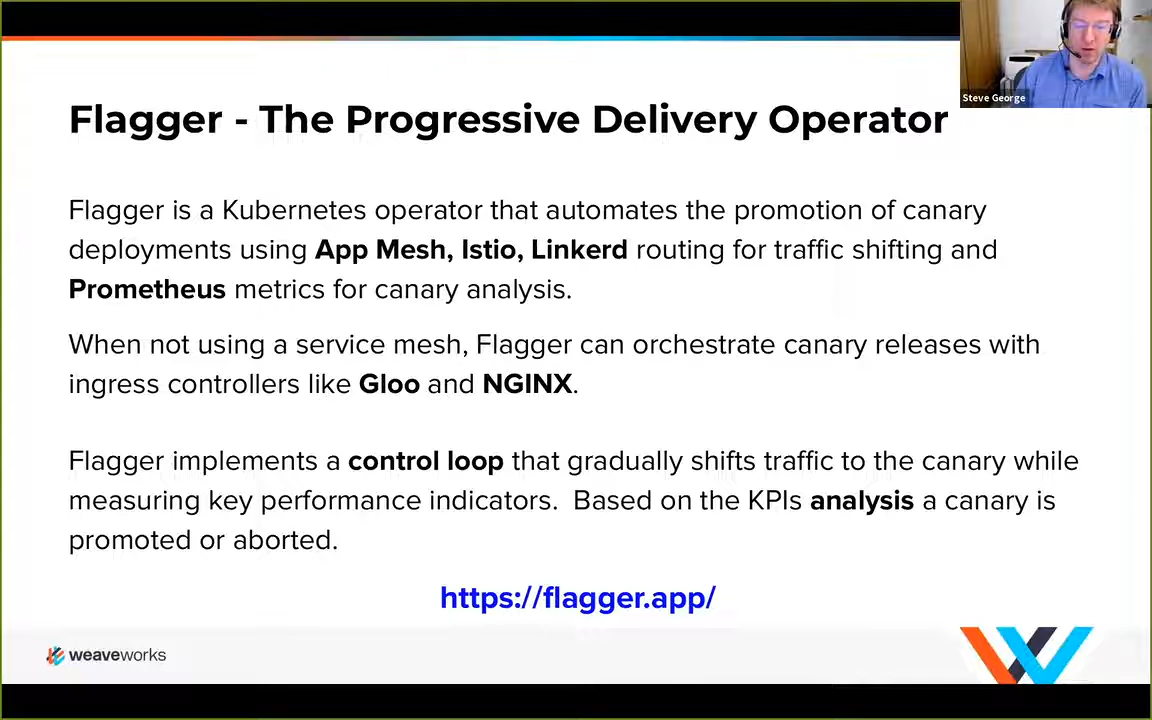 Steve George
Flagger - The Progressive Delivery Operator
Flagger is a Kubernetes operator that automates the promotion of canary
deployments using App Mesh, Istio, Linkerd routing for traffic shifting and
Prometheus metrics for canary analysis.
When not using a service mesh, Flagger can orchestrate canary releases with
ingress controllers like Gloo and NGINX.
Flagger implements a control loop that gradually shifts traffic to the canary while
measuring key performance indicators.  Based on the KPIs analysis a canary is
promoted or aborted.
https://flagger.app/
weaveworks